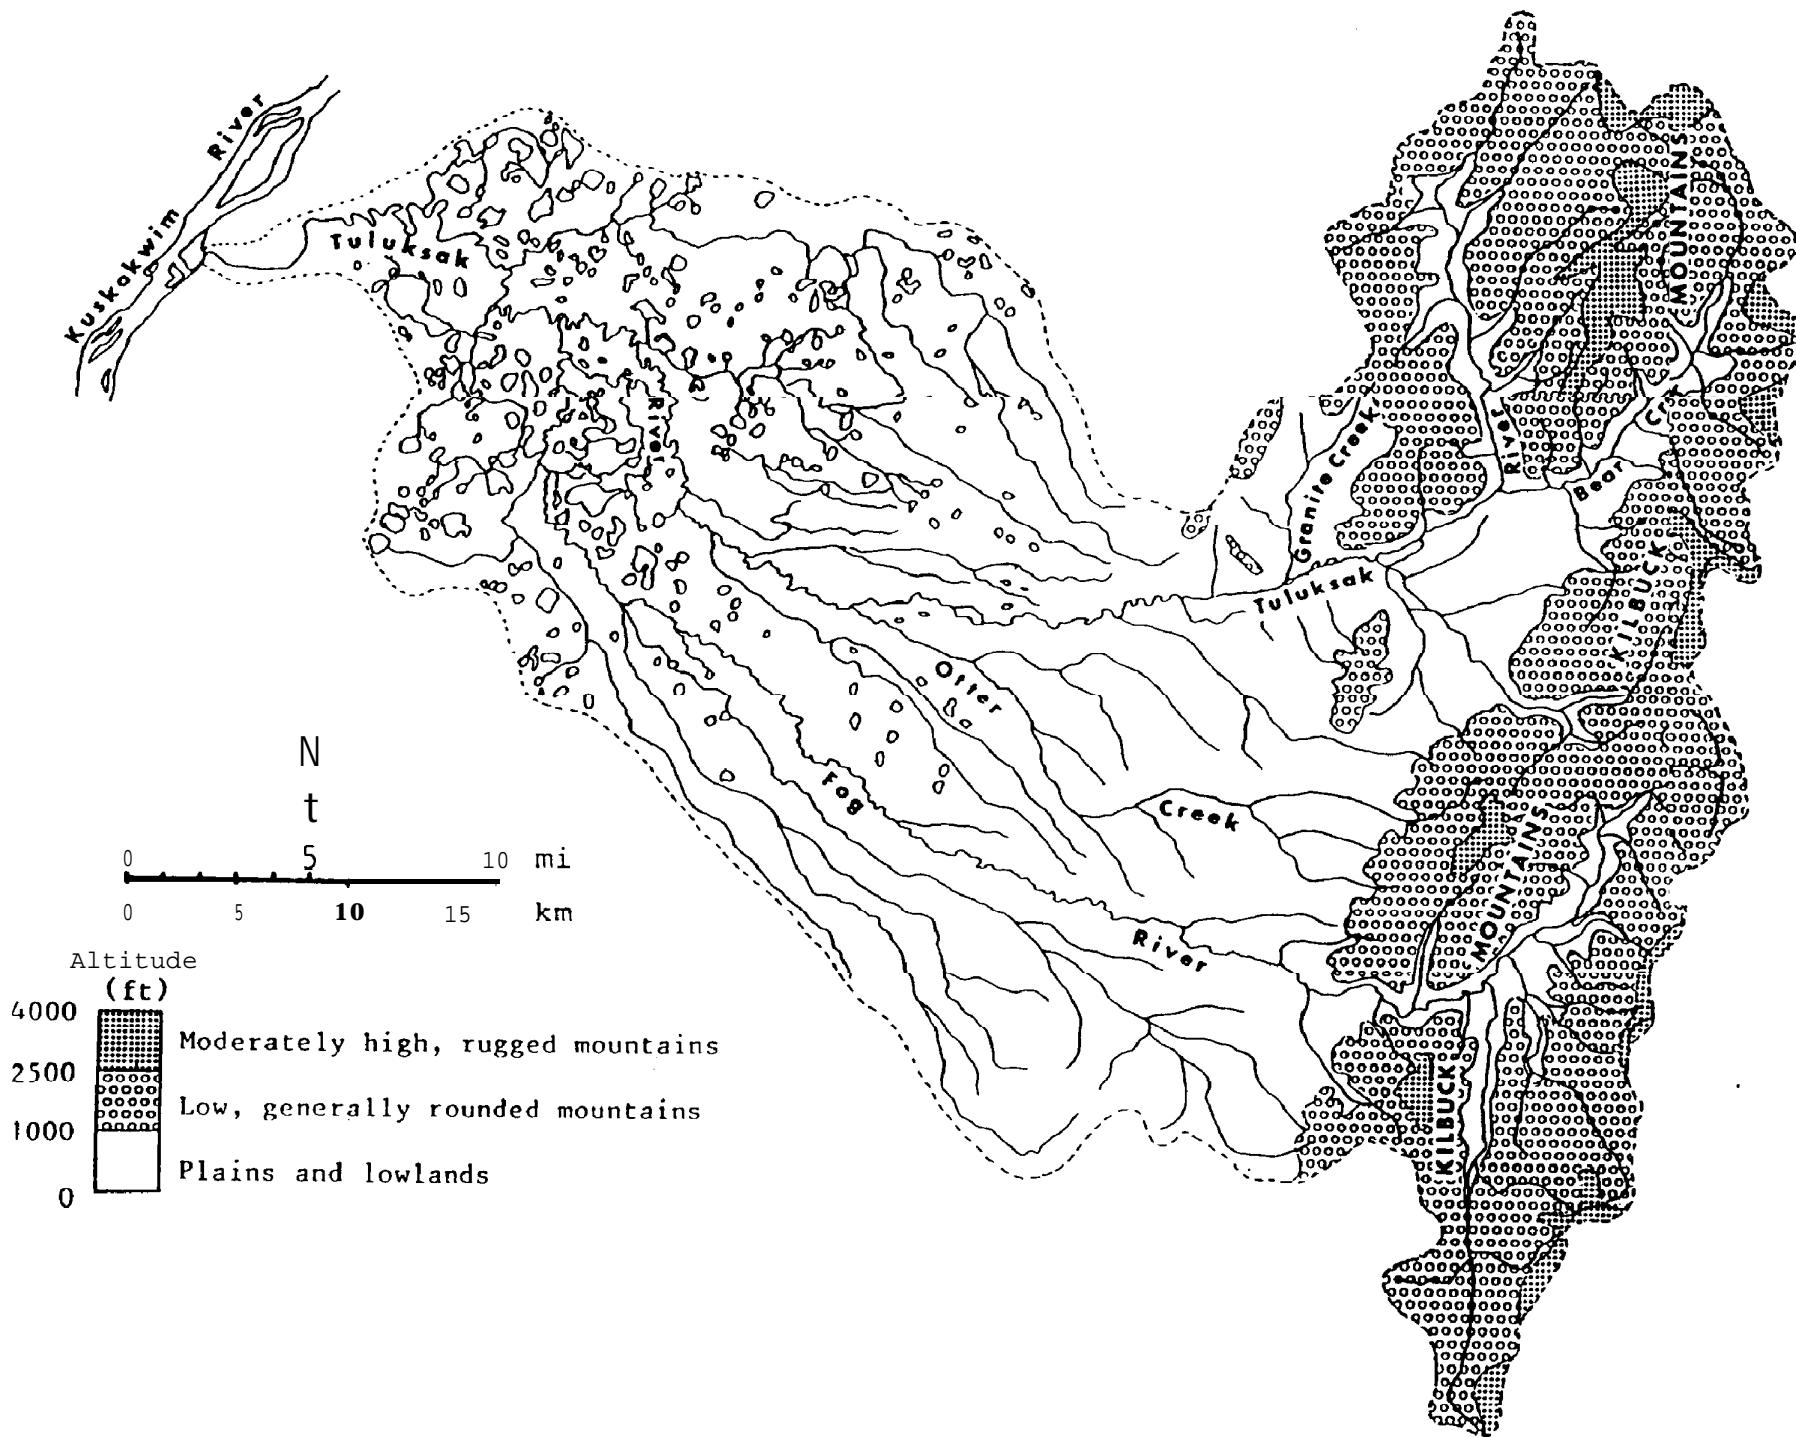 Kuskokwim River
Tuluksak River
MOUNTAINS
River
Bear Crk
Granite Creek
Tuluksak
KILBUCK
Otter Creek
Fog River
MOUNTAINS
KILBUCK
N
t
0 5 10 mi
0 5 10 15 km
Altitude
(ft)
4000
Moderately high, rugged mountains
2500
Low, generally rounded mountains
1000
Plains and lowlands
0